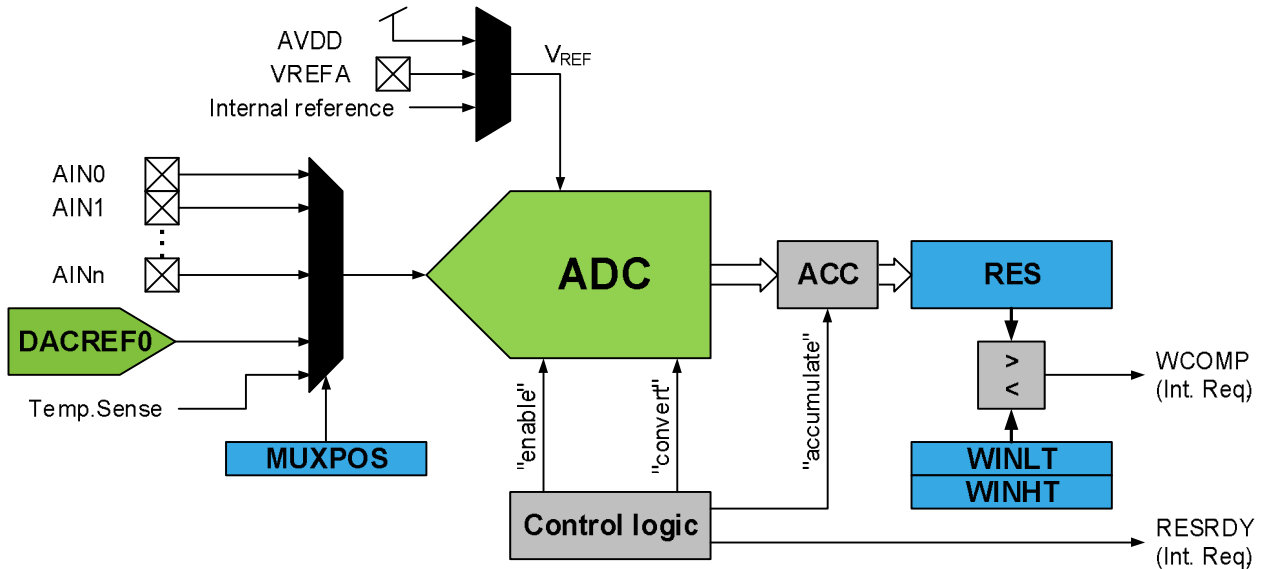 AVDD
VREFA
Internal reference
VREF
AIN0
AIN1
AINn
DACREF0
Temp.Sense
MUXPOS
ADC
ACC
RES
>
<
WCOMP
(Int. Req)
"enable"
"convert"
"accumulate"
WINLT
WINHT
Control logic
RESRDY
(Int. Req)